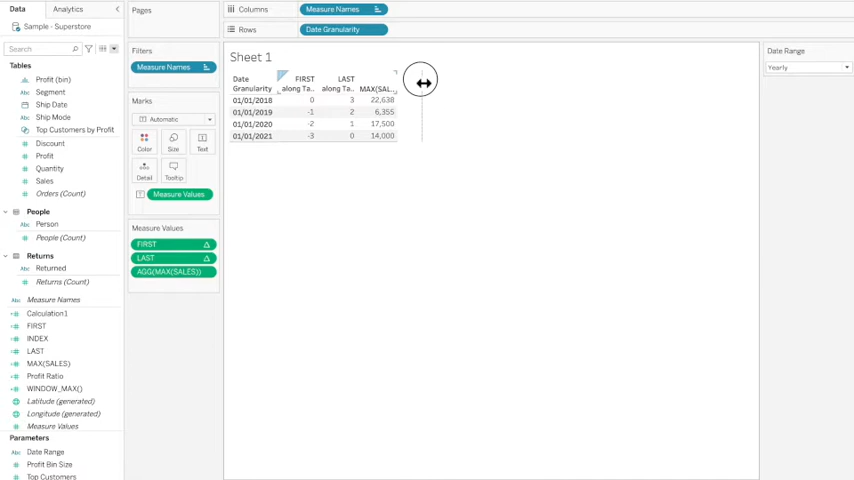 Data
Analytics
Sample - Superstore
Search
Tables
Profit (bin)
Abc Segment
Ship Date
Abc Ship Mode
Top Customers by Profit
# Discount
# Profit
# Quantity
# Sales
# Orders (Count)
People
Abc Person
# People (Count)
Returns
Abc Returned
# Returns (Count)
Abc Measure Names
=# Calculation1
=# FIRST
=# INDEX
=# LAST
=# MAX(SALES)
=# Profit Ratio
=# WINDOW_MAX()
Latitude (generated)
Longitude (generated)
# Measure Values
Parameters
# Date Range
# Profit Bin Size
# Top Customers
Pages
Filters
Measure Names
Marks
Automatic
Color
Size
Text
Detail
Tooltip
Measure Values
Measure Values
FIRST
LAST
AGG(MAX(SALES))
Columns
Measure Names
Rows
Date Granularity
Sheet 1
Date Granularity
FIRST along Ta..
LAST along Ta..
MAX(SAL..
01/01/2018 0 3 22,638
01/01/2019 -1 2 6,355
01/01/2020 -2 1 17,500
01/01/2021 -3 0 14,000
Date Range
Yearly